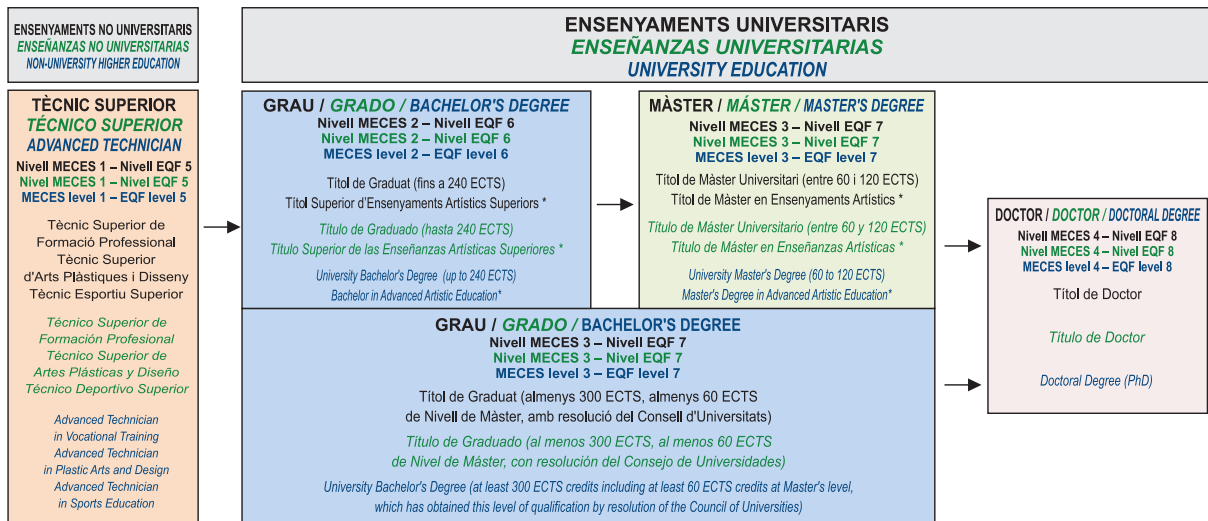 ENSENYAMENTS NO UNIVERSITARIS
ENSEÑANZAS NO UNIVERSITARIAS
NON-UNIVERSITY HIGHER EDUCATION
ENSENYAMENTS UNIVERSITARIS
ENSEÑANZAS UNIVERSITARIAS
UNIVERSITY EDUCATION
TÈCNIC SUPERIOR
TÉCNICO SUPERIOR
ADVANCED TECHNICIAN
Nivell MECES 1 – Nivell EQF 5
Nivel MECES 1 – Nivel EQF 5
MECES level 1 – EQF level 5
Tècnic Superior de
Formació Professional
Tècnic Superior
d'Arts Plàstiques i Disseny
Tècnic Esportiu Superior
Técnico Superior de
Formación Profesional
Técnico Superior de
Artes Plásticas y Diseño
Técnico Deportivo Superior
Advanced Technician
in Vocational Training
Advanced Technician
in Plastic Arts and Design
Advanced Technician
in Sports Education
GRAU / GRADO / BACHELOR'S DEGREE
Nivell MECES 2 – Nivell EQF 6
Nivel MECES 2 – Nivel EQF 6
MECES level 2 – EQF level 6
Títol de Graduat (fins a 240 ECTS)
Títol Superior d'Ensenyaments Artístics Superiors *
Título de Graduado (hasta 240 ECTS)
Título Superior de las Enseñanzas Artísticas Superiores *
University Bachelor's Degree (up to 240 ECTS)
Bachelor in Advanced Artistic Education*
MÀSTER / MÁSTER / MASTER'S DEGREE
Nivell MECES 3 – Nivell EQF 7
Nivel MECES 3 – Nivel EQF 7
MECES level 3 – EQF level 7
Títol de Màster Universitari (entre 60 i 120 ECTS)
Títol de Màster en Ensenyaments Artístics *
Título de Máster Universitario (entre 60 y 120 ECTS)
Título de Máster en Enseñanzas Artísticas *
University Master's Degree (60 to 120 ECTS)
Master's Degree in Advanced Artistic Education*
GRAU / GRADO / BACHELOR'S DEGREE
Nivell MECES 3 – Nivell EQF 7
Nivel MECES 3 – Nivel EQF 7
MECES level 3 – EQF level 7
Títol de Graduat (almenys 300 ECTS, almenys 60 ECTS
de Nivell de Màster, amb resolució del Consell d'Universitats)
Título de Graduado (al menos 300 ECTS, al menos 60 ECTS
de Nivel de Máster, con resolución del Consejo de Universidades)
University Bachelor's Degree (at least 300 ECTS credits including at least 60 ECTS credits at Master's level,
which has obtained this level of qualification by resolution of the Council of Universities)
DOCTOR / DOCTOR / DOCTORAL DEGREE
Nivell MECES 4 – Nivell EQF 8
Nivel MECES 4 – Nivel EQF 8
MECES level 4 – EQF level 8
Títol de Doctor
Título de Doctor
Doctoral Degree (PhD)